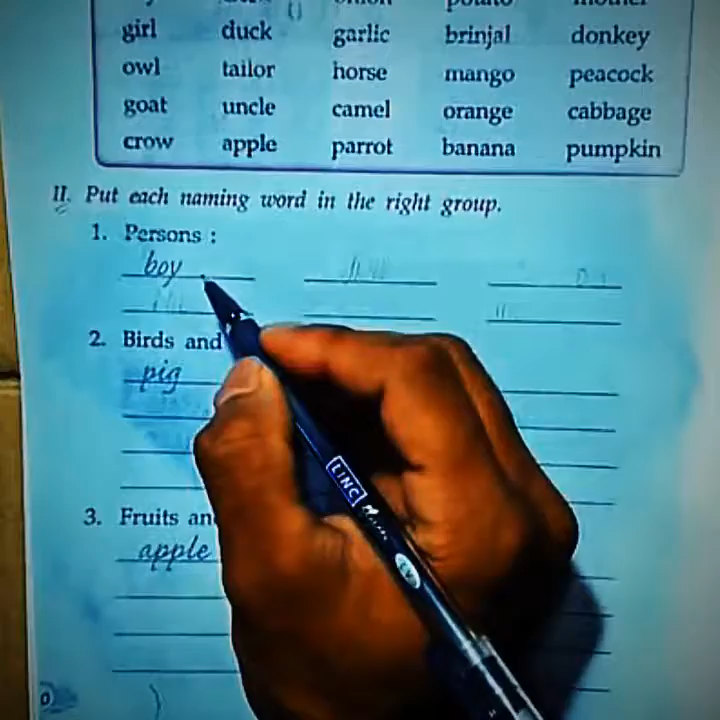 girl duck garlic brinjal donkey
owl tailor horse mango peacock
goat uncle camel orange cabbage
crow apple parrot banana pumpkin
II. Put each naming word in the right group.
1. Persons :
boy
2. Birds and
pig
3. Fruits an
apple
LINC